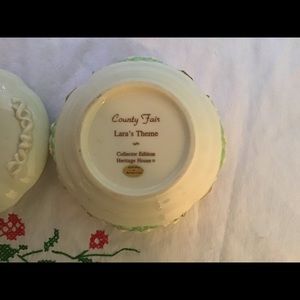 County Fair
Lara's Theme
Collector Edition
Heritage House®